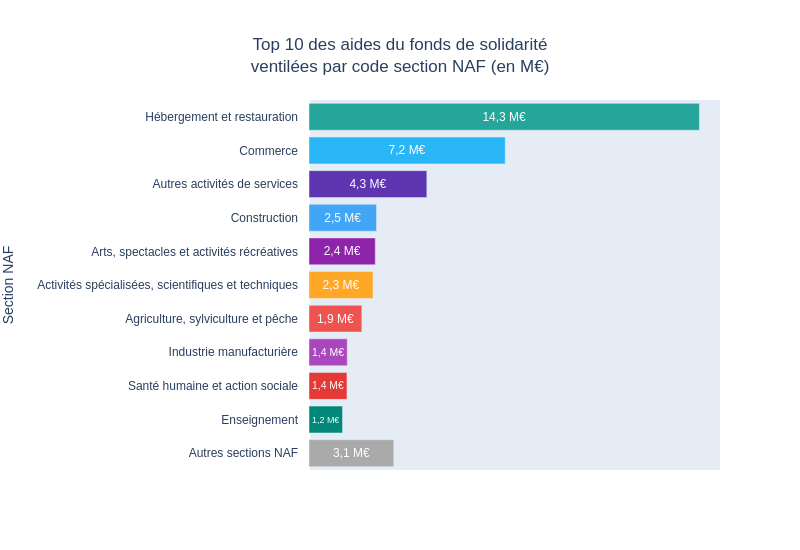 Top 10 des aides du fonds de solidarité
ventilées par code section NAF (en M€)
Section NAF
Hébergement et restauration 14,3 M€
Commerce 7,2 M€
Autres activités de services 4,3 M€
Construction 2,5 M€
Arts, spectacles et activités récréatives 2,4 M€
Activités spécialisées, scientifiques et techniques 2,3 M€
Agriculture, sylviculture et pêche 1,9 M€
Industrie manufacturière 1,4 M€
Santé humaine et action sociale 1,4 M€
Enseignement 1,2 M€
Autres sections NAF 3,1 M€